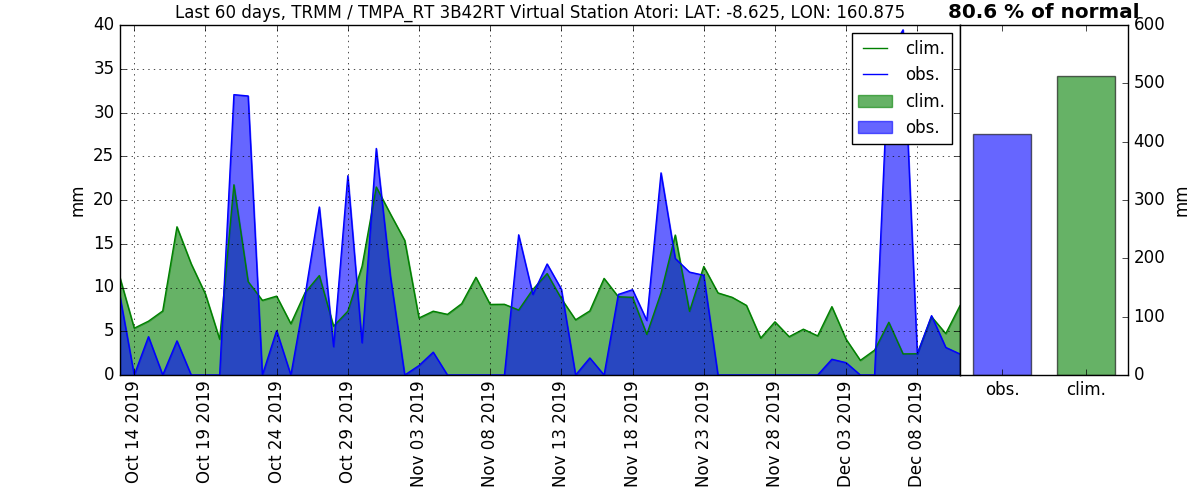 Last 60 days, TRMM / TMPA_RT 3B42RT Virtual Station Atori: LAT: -8.625, LON: 160.875
80.6 % of normal
40
35
30
25
20
15
10
5
0
mm
clim.
obs.
clim.
obs.
600
500
400
300
200
100
0
mm
obs.
clim.
Oct 14 2019
Oct 19 2019
Oct 24 2019
Oct 29 2019
Nov 03 2019
Nov 08 2019
Nov 13 2019
Nov 18 2019
Nov 23 2019
Nov 28 2019
Dec 03 2019
Dec 08 2019